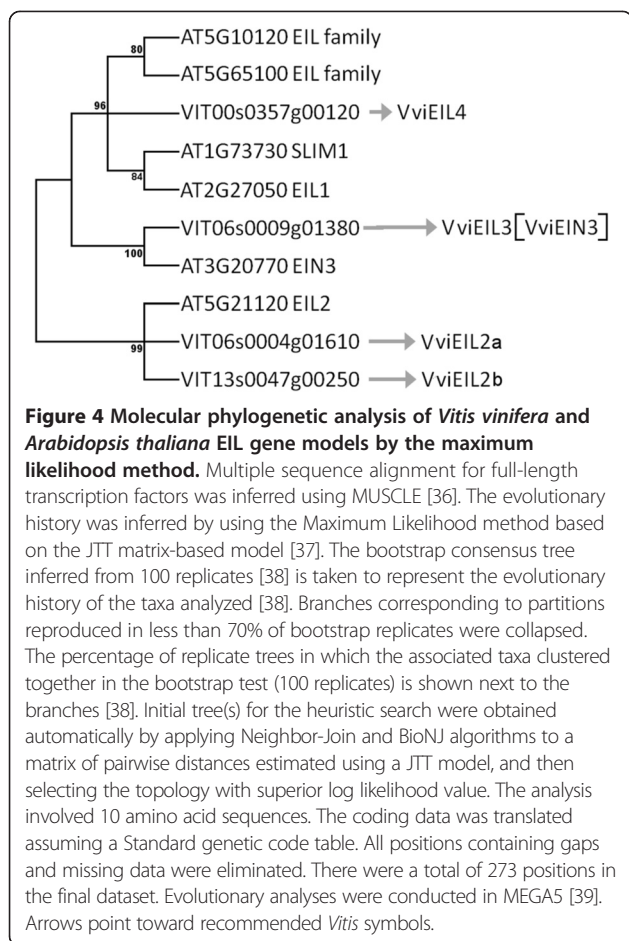 AT5G10120 EIL family
80
AT5G65100 EIL family
96
VIT00s0357g00120 VviEIL4
AT1G73730 SLIM1
84
AT2G27050 EIL1
VIT06s0009g01380 VviEIL3[VviEIN3]
100
AT3G20770 EIN3
AT5G21120 EIL2
VIT06s0004g01610 VviEIL2a
99
VIT13s0047g00250 VviEIL2b
Figure 4 Molecular phylogenetic analysis of Vitis vinifera and
Arabidopsis thaliana EIL gene models by the maximum
likelihood method. Multiple sequence alignment for full-length
transcription factors was inferred using MUSCLE [36]. The evolutionary
history was inferred by using the Maximum Likelihood method based
on the JTT matrix-based model [37]. The bootstrap consensus tree
inferred from 100 replicates [38] is taken to represent the evolutionary
history of the taxa analyzed [38]. Branches corresponding to partitions
reproduced in less than 70% of bootstrap replicates were collapsed.
The percentage of replicate trees in which the associated taxa clustered
together in the bootstrap test (100 replicates) is shown next to the
branches [38]. Initial tree(s) for the heuristic search were obtained
automatically by applying Neighbor-Join and BioNJ algorithms to a
matrix of pairwise distances estimated using a JTT model, and then
selecting the topology with superior log likelihood value. The analysis
involved 10 amino acid sequences. The coding data was translated
assuming a Standard genetic code table. All positions containing gaps
and missing data were eliminated. There were a total of 273 positions in
the final dataset. Evolutionary analyses were conducted in MEGA5 [39].
Arrows point toward recommended Vitis symbols.